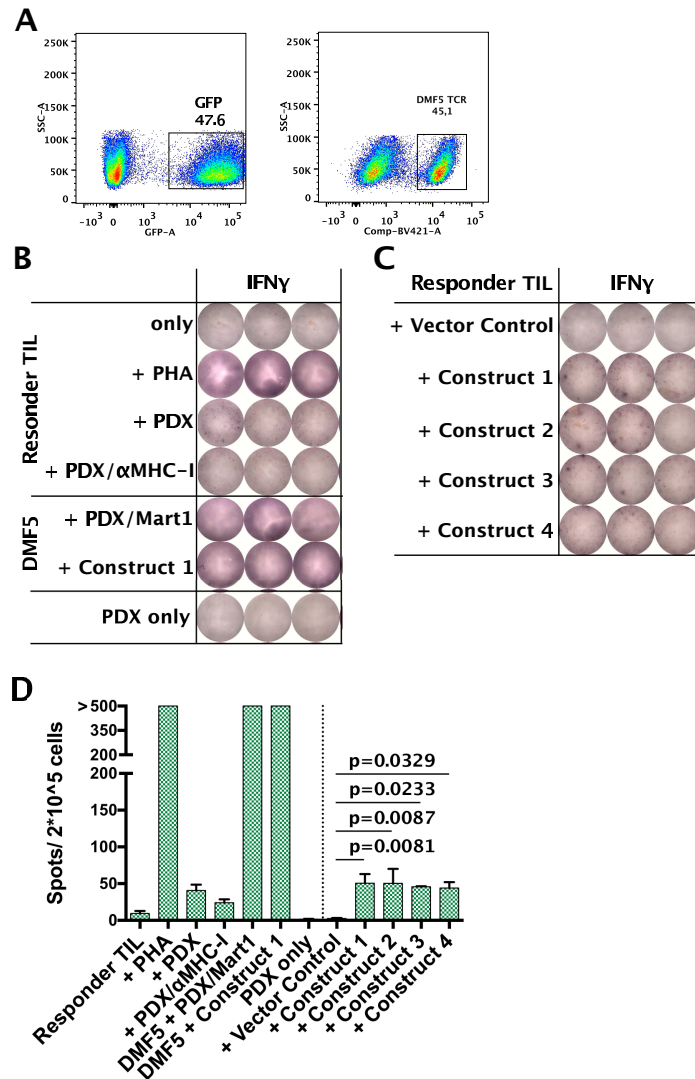 A
250K
200K
150K
100K
50K
0
SSC-A
GFP
47.6
-10^3 0 10^3 10^4 10^5
GFP-A
250K
200K
150K
100K
50K
0
SSC-A
DMF5 TCR
45,1
-10^3 0 10^3 10^4 10^5
Comp-BV421-A
B
IFNγ
Resonder TIL
only
+ PHA
+ PDX
+ PDX/αMHC-I
DMF5
+ PDX/Mart1
+ Construct 1
PDX only
C
Responder TIL IFNγ
+ Vector Control
+ Construct 1
+ Construct 2
+ Construct 3
+ Construct 4
D
Spots/ 2*10^5 cells
>500
350
200
200
150
100
50
0
p=0.0329
p=0.0233
p=0.0087
p=0.0081
Responder TIL
+ PHA
+ PDX
+ PDX/αMHC-I
DMF5 + PDX/Mart1
DMF5 + Construct 1
PDX only
+ Vector Control
+ Construct 1
+ Construct 2
+ Construct 3
+ Construct 4